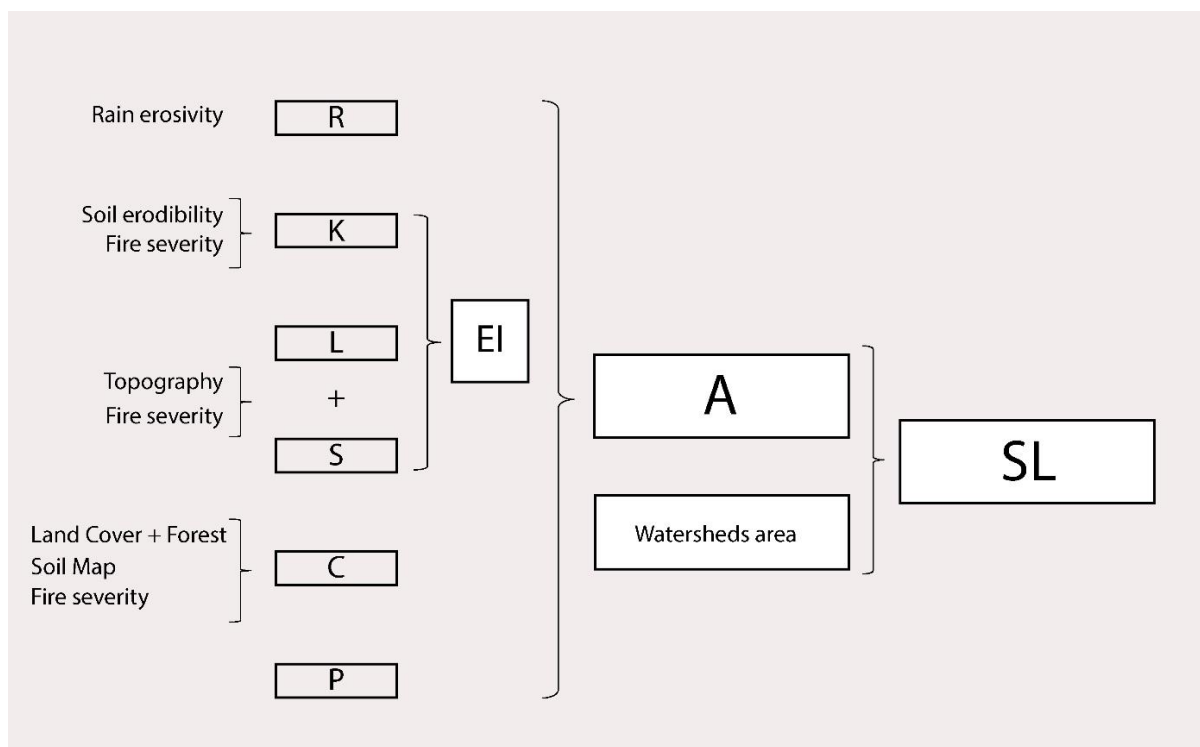 Rain erosivity
R
Soil erodibility
Fire severity
K
L
Topography
Fire severity
+
S
EI
Land Cover + Forest
Soil Map
Fire severity
C
P
A
Watersheds area
SL